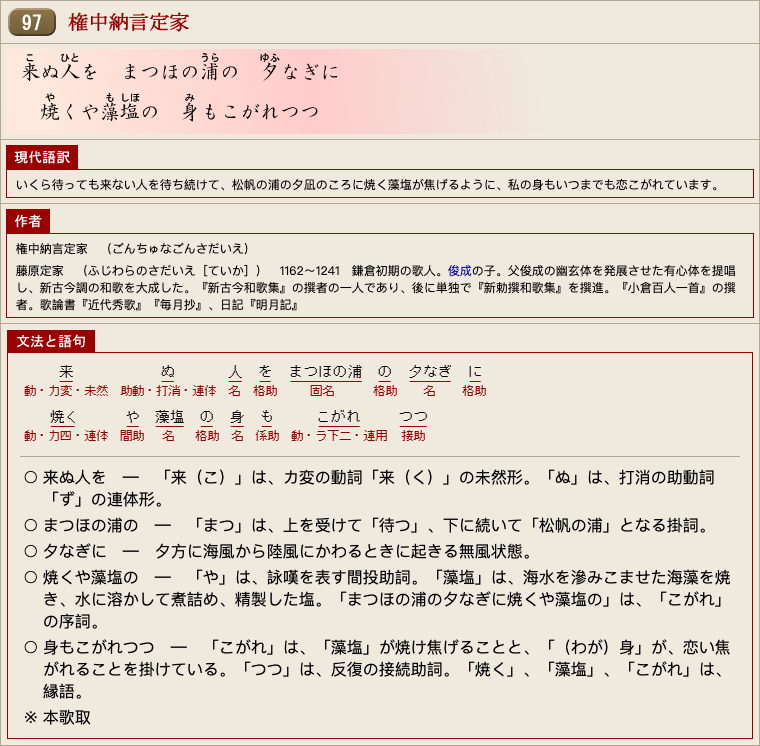 97 権中納言定家
こ ひと うら ゆふ
来ぬ人を まつほの浦の 夕なぎに
や も しほ み
焼くや藻塩の 身もこがれつつ
現代語訳
いくら待っても来ない人を待ち続けて、松帆の浦の夕凪のころに焼く藻塩が焦げるように、私の身もいつまでも恋こがれています。
作者
権中納言定家 （ごんちゅなごんさだいえ）
藤原定家 （ふじわらのさだいえ［ていか］） 1162～1241 鎌倉初期の歌人。俊成の子。父俊成の幽玄体を発展させた有心体を提唱
し、新古今調の和歌を大成した。『新古今和歌集』の撰者の一人であり、後に単独で『新勅撰和歌集』を撰進。『小倉百人一首』の撰
者。歌論書『近代秀歌』『毎月抄』、日記『明月記』
文法と語句
来 ぬ 人 を まつほの浦 の 夕なぎ に
動・カ変・未然 助動・打消・連体 名 格助 固名 格助 名 格助
焼く や 藻塩 の 身 も こがれ つつ
動・カ四・連体 間助 名 格助 名 係助 動・ラ下二・連用 接助
○ 来ぬ人を ― 「来（こ）」は、カ変の動詞「来（く）」の未然形。「ぬ」は、打消の助動詞
「ず」の連体形。
○ まつほの浦の ― 「まつ」は、上を受けて「待つ」、下に続いて「松帆の浦」となる掛詞。
○ 夕なぎに ― 夕方に海風から陸風にかわるときに起きる無風状態。
○ 焼くや藻塩の ― 「や」は、詠嘆を表す間投助詞。「藻塩」は、海水を滲みこませた海藻を焼
き、水に溶かして煮詰め、精製した塩。「まつほの浦の夕なぎに焼くや藻塩の」は、「こがれ」
の序詞。
○ 身もこがれつつ ― 「こがれ」は、「藻塩」が焼け焦げることと、「（わが）身」が、恋い焦
がれることを掛けている。「つつ」は、反復の接続助詞。「焼く」、「藻塩」、「こがれ」は、
縁語。
※ 本歌取